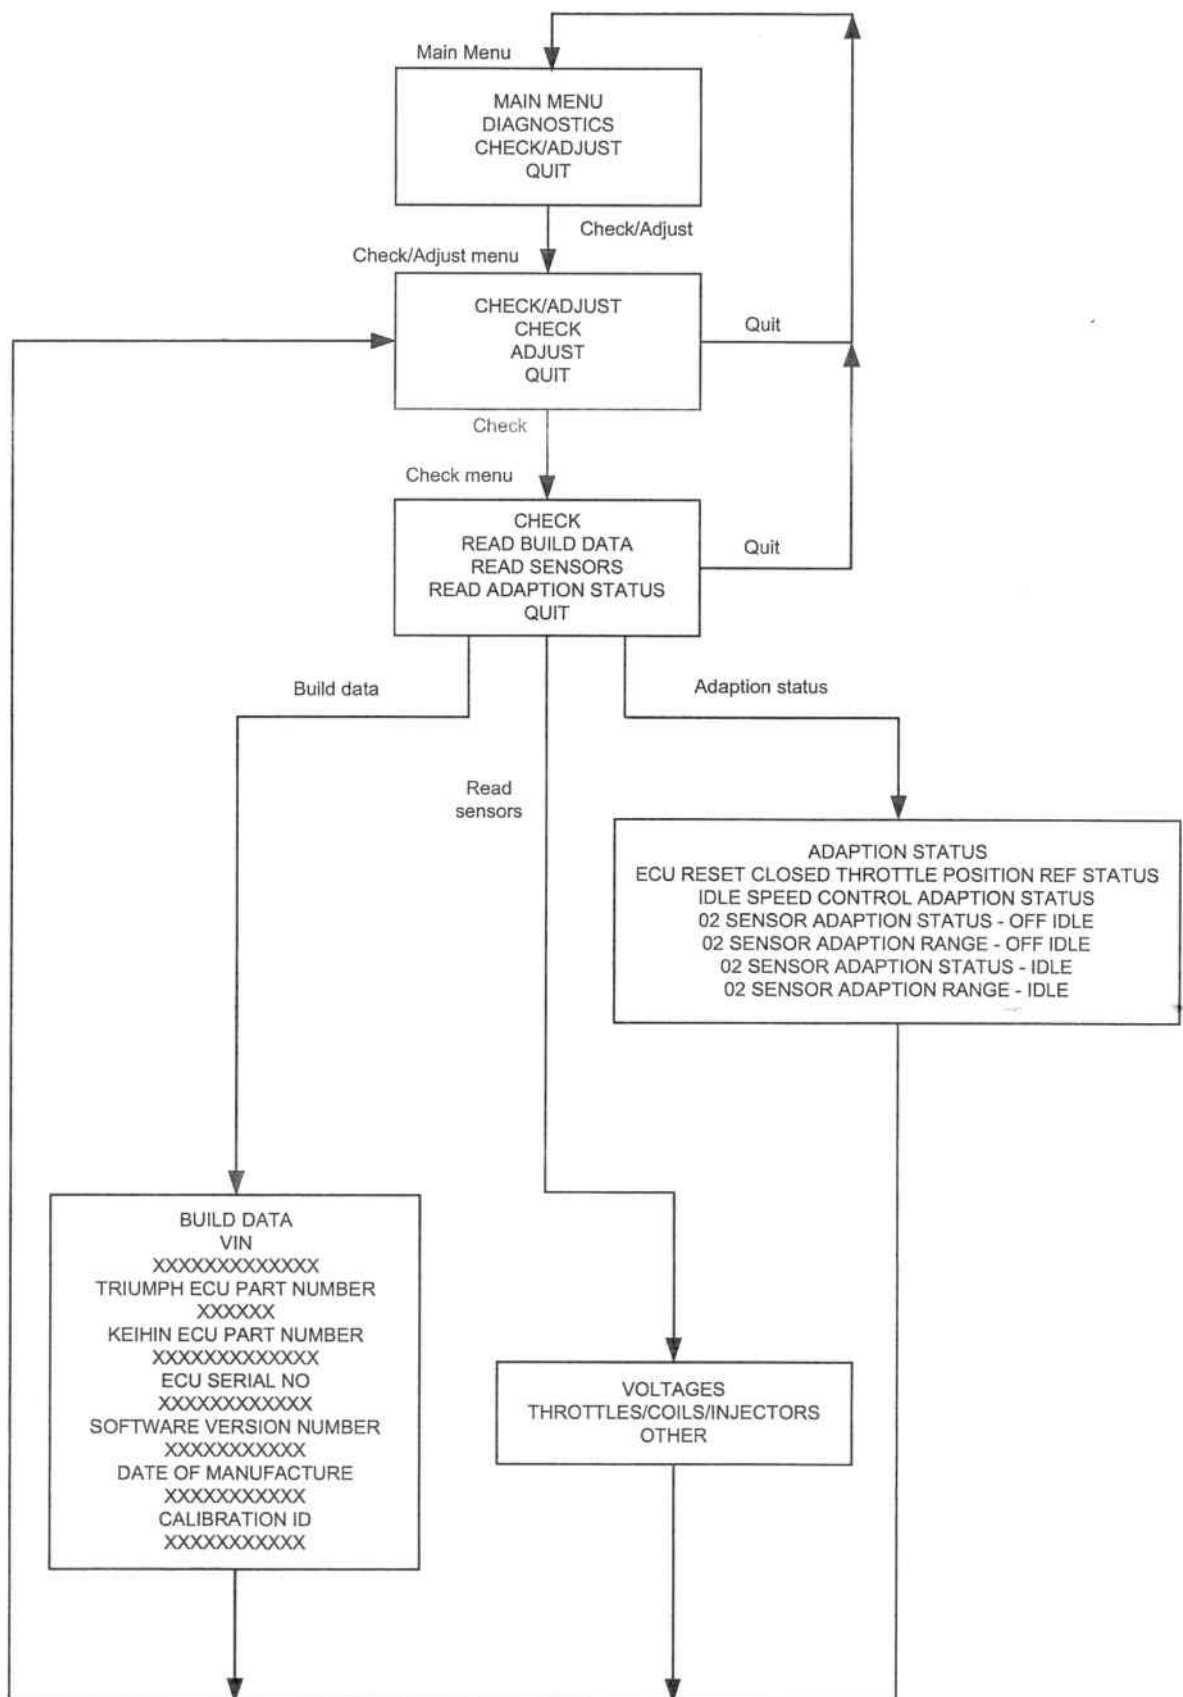 Main Menu
MAIN MENU
DIAGNOSTICS
CHECK/ADJUST
QUIT
Check/Adjust
Check/Adjust menu
CHECK/ADJUST
CHECK
ADJUST
QUIT
Quit
Check
Check menu
CHECK
READ BUILD DATA
READ SENSORS
READ ADAPTION STATUS
QUIT
Quit
Build data
Adaption status
Read
sensors
ADAPTION STATUS
ECU RESET CLOSED THROTTLE POSITION REF STATUS
IDLE SPEED CONTROL ADAPTION STATUS
02 SENSOR ADAPTION STATUS - OFF IDLE
02 SENSOR ADAPTION RANGE - OFF IDLE
02 SENSOR ADAPTION STATUS - IDLE
02 SENSOR ADAPTION RANGE - IDLE
BUILD DATA
VIN
XXXXXXXXXXXXX
TRIUMPH ECU PART NUMBER
XXXXXX
KEIHIN ECU PART NUMBER
XXXXXXXXXXXXX
ECU SERIAL NO
XXXXXXXXXXXX
SOFTWARE VERSION NUMBER
XXXXXXXXXXX
DATE OF MANUFACTURE
XXXXXXXXXXX
CALIBRATION ID
XXXXXXXXXXX
VOLTAGES
THROTTLES/COILS/INJECTORS
OTHER